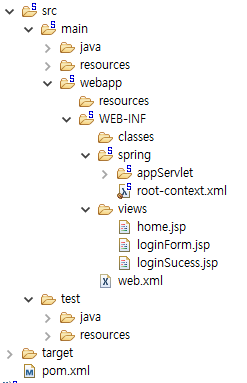 src
main
java
resources
webapp
resources
WEB-INF
classes
spring
appServlet
root-context.xml
views
home.jsp
loginForm.jsp
loginSucess.jsp
web.xml
test
java
resources
target
pom.xml